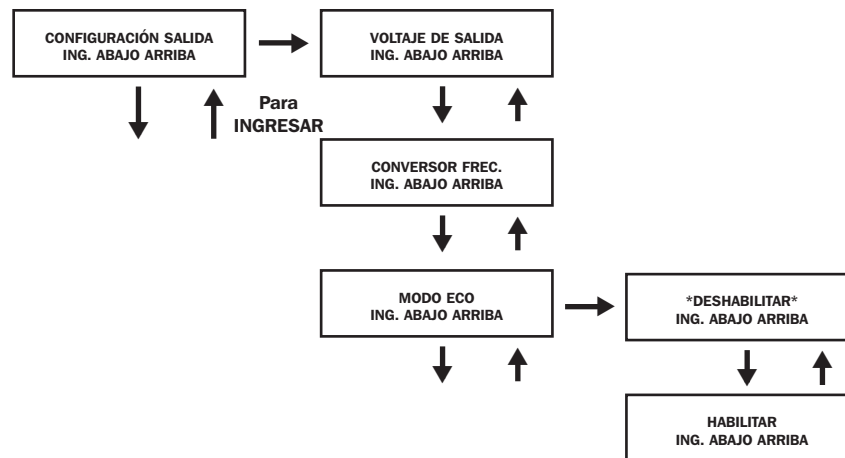 CONFIGURACIÓN SALIDA
ING. ABAJO ARRIBA
VOLTAJE DE SALIDA
ING. ABAJO ARRIBA
Para
INGRESAR
CONVERSOR FREC.
ING. ABAJO ARRIBA
MODO ECO
ING. ABAJO ARRIBA
*DESHABILITAR*
ING. ABAJO ARRIBA
HABILITAR
ING. ABAJO ARRIBA